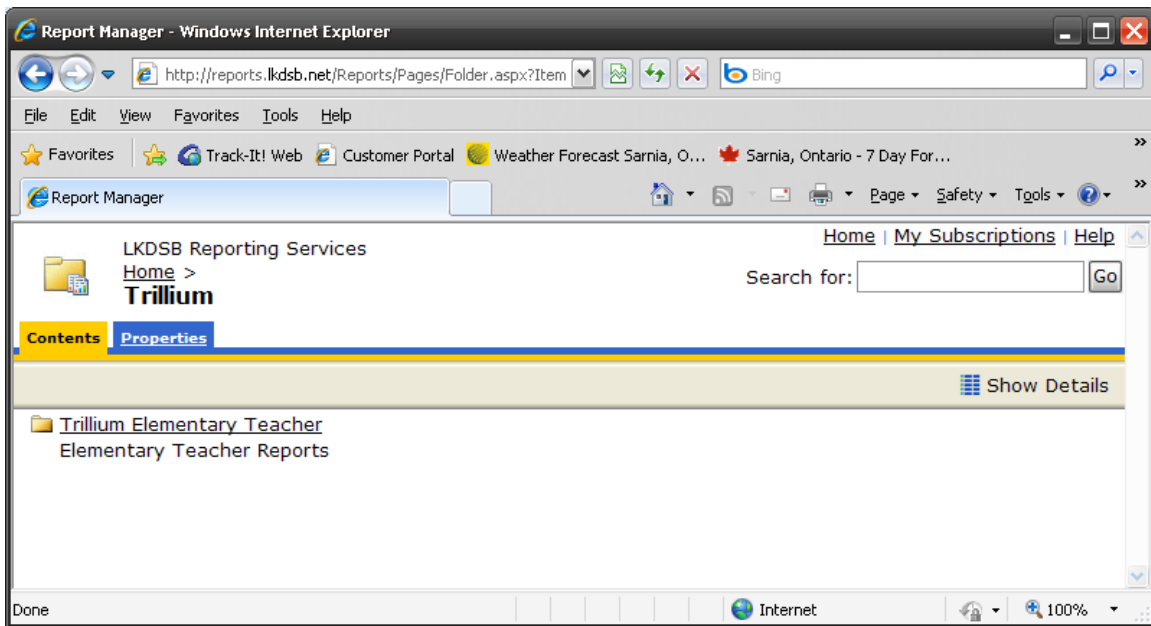 Report Manager - Windows Internet Explorer
http://reports.lkdsb.net/Reports/Pages/Folder.aspx?Item
Bing
File Edit View Favorites Tools Help
Favorites Track-It! Web Customer Portal Weather Forecast Sarnia, O... Sarnia, Ontario - 7 Day For... »
Report Manager Page Safety Tools »
Home | My Subscriptions | Help
LKDSB Reporting Services
Home >
Search for: Go
Trillium
Contents Properties
Show Details
Trillium Elementary Teacher
Elementary Teacher Reports
Done Internet 100%